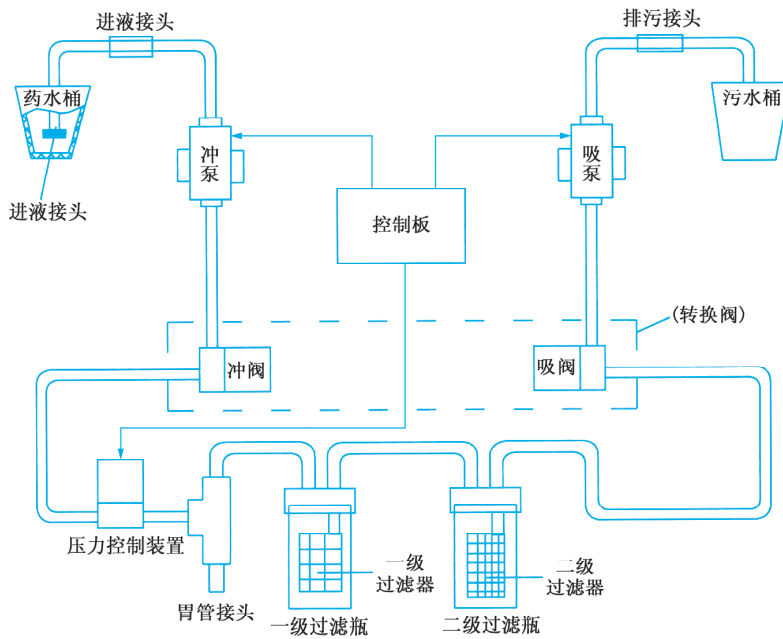 进液接头
排污接头
药水桶
污水桶
冲
泵
吸
泵
进液接头
控制板
(转换阀)
冲阀
吸阀
压力控制装置
胃管接头
一级
过滤器
二级
过滤器
一级过滤瓶
二级过滤瓶